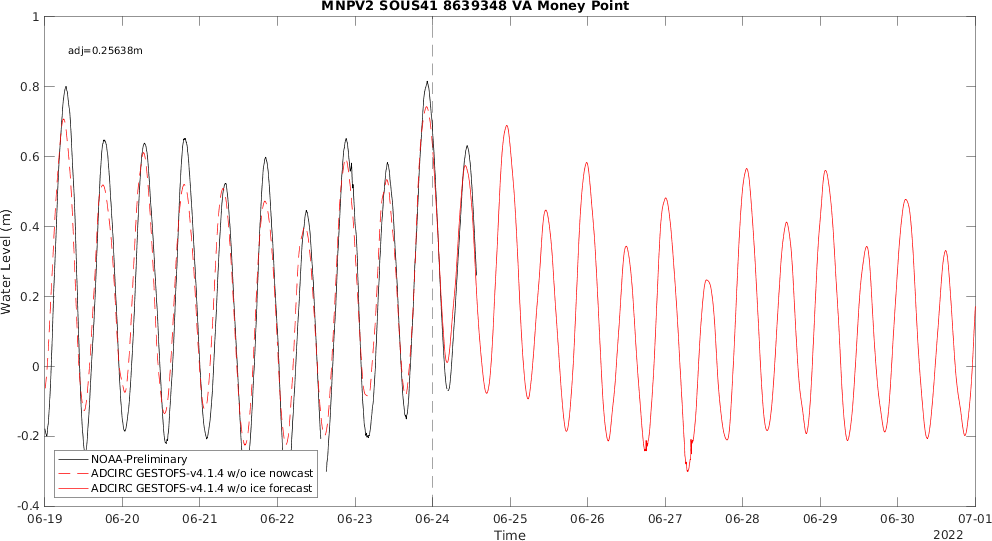 MNPV2 SOUS41 8639348 VA Money Point
adj=0.25638m
1
0.8
0.6
0.4
0.2
0
-0.2
-0.4
Water Level (m)
NOAA-Preliminary
ADCIRC GESTOFS-v4.1.4 w/o ice nowcast
ADCIRC GESTOFS-v4.1.4 w/o ice forecast
06-19 06-20 06-21 06-22 06-23 06-24 06-25 06-26 06-27 06-28 06-29 06-30 07-01
Time
2022